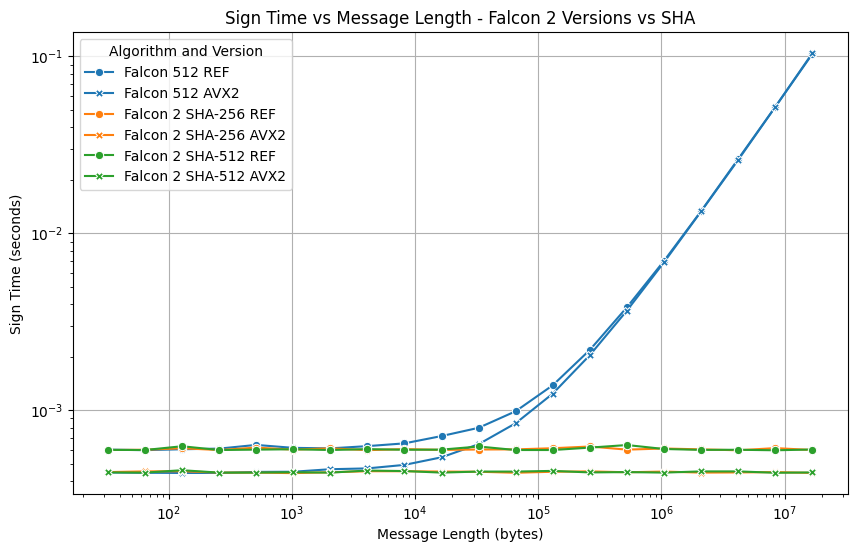 Sign Time vs Message Length - Falcon 2 Versions vs SHA
Algorithm and Version
Falcon 512 REF
Falcon 512 AVX2
Falcon 2 SHA-256 REF
Falcon 2 SHA-256 AVX2
Falcon 2 SHA-512 REF
Falcon 2 SHA-512 AVX2
Sign Time (seconds)
10⁻¹
10⁻²
10⁻³
10² 10³ 10⁴ 10⁵ 10⁶ 10⁷
Message Length (bytes)